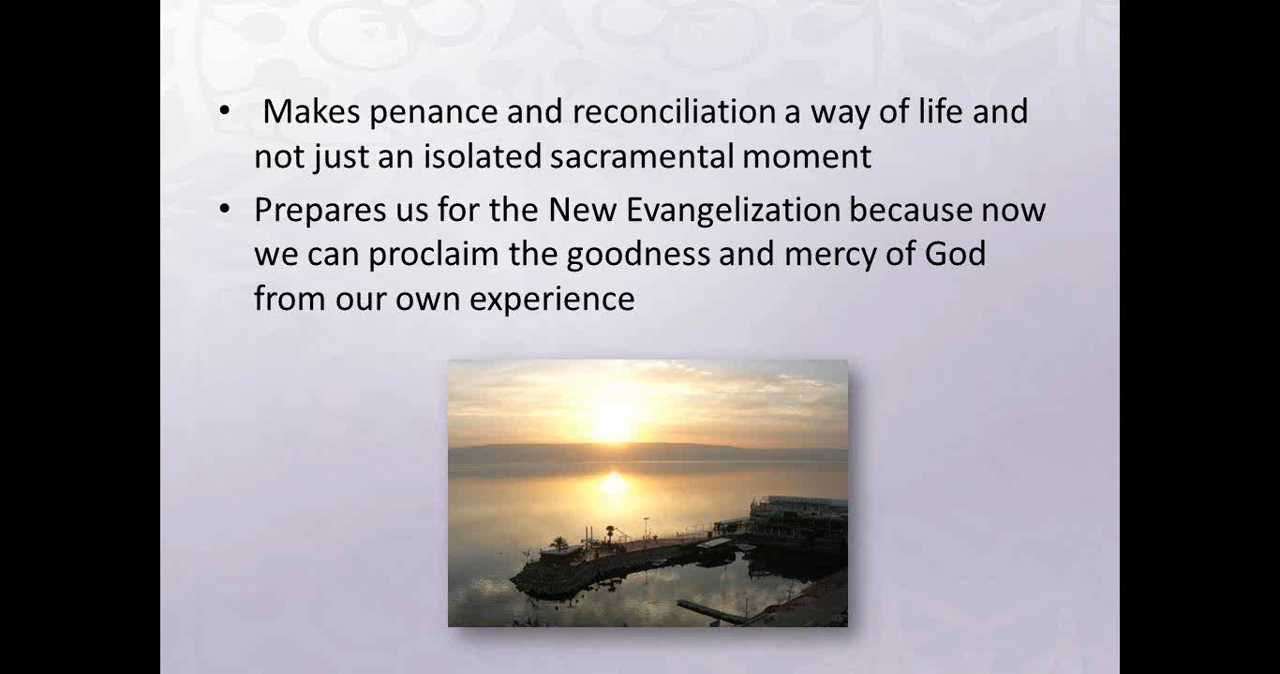 • Makes penance and reconciliation a way of life and
not just an isolated sacramental moment
• Prepares us for the New Evangelization because now
we can proclaim the goodness and mercy of God
from our own experience